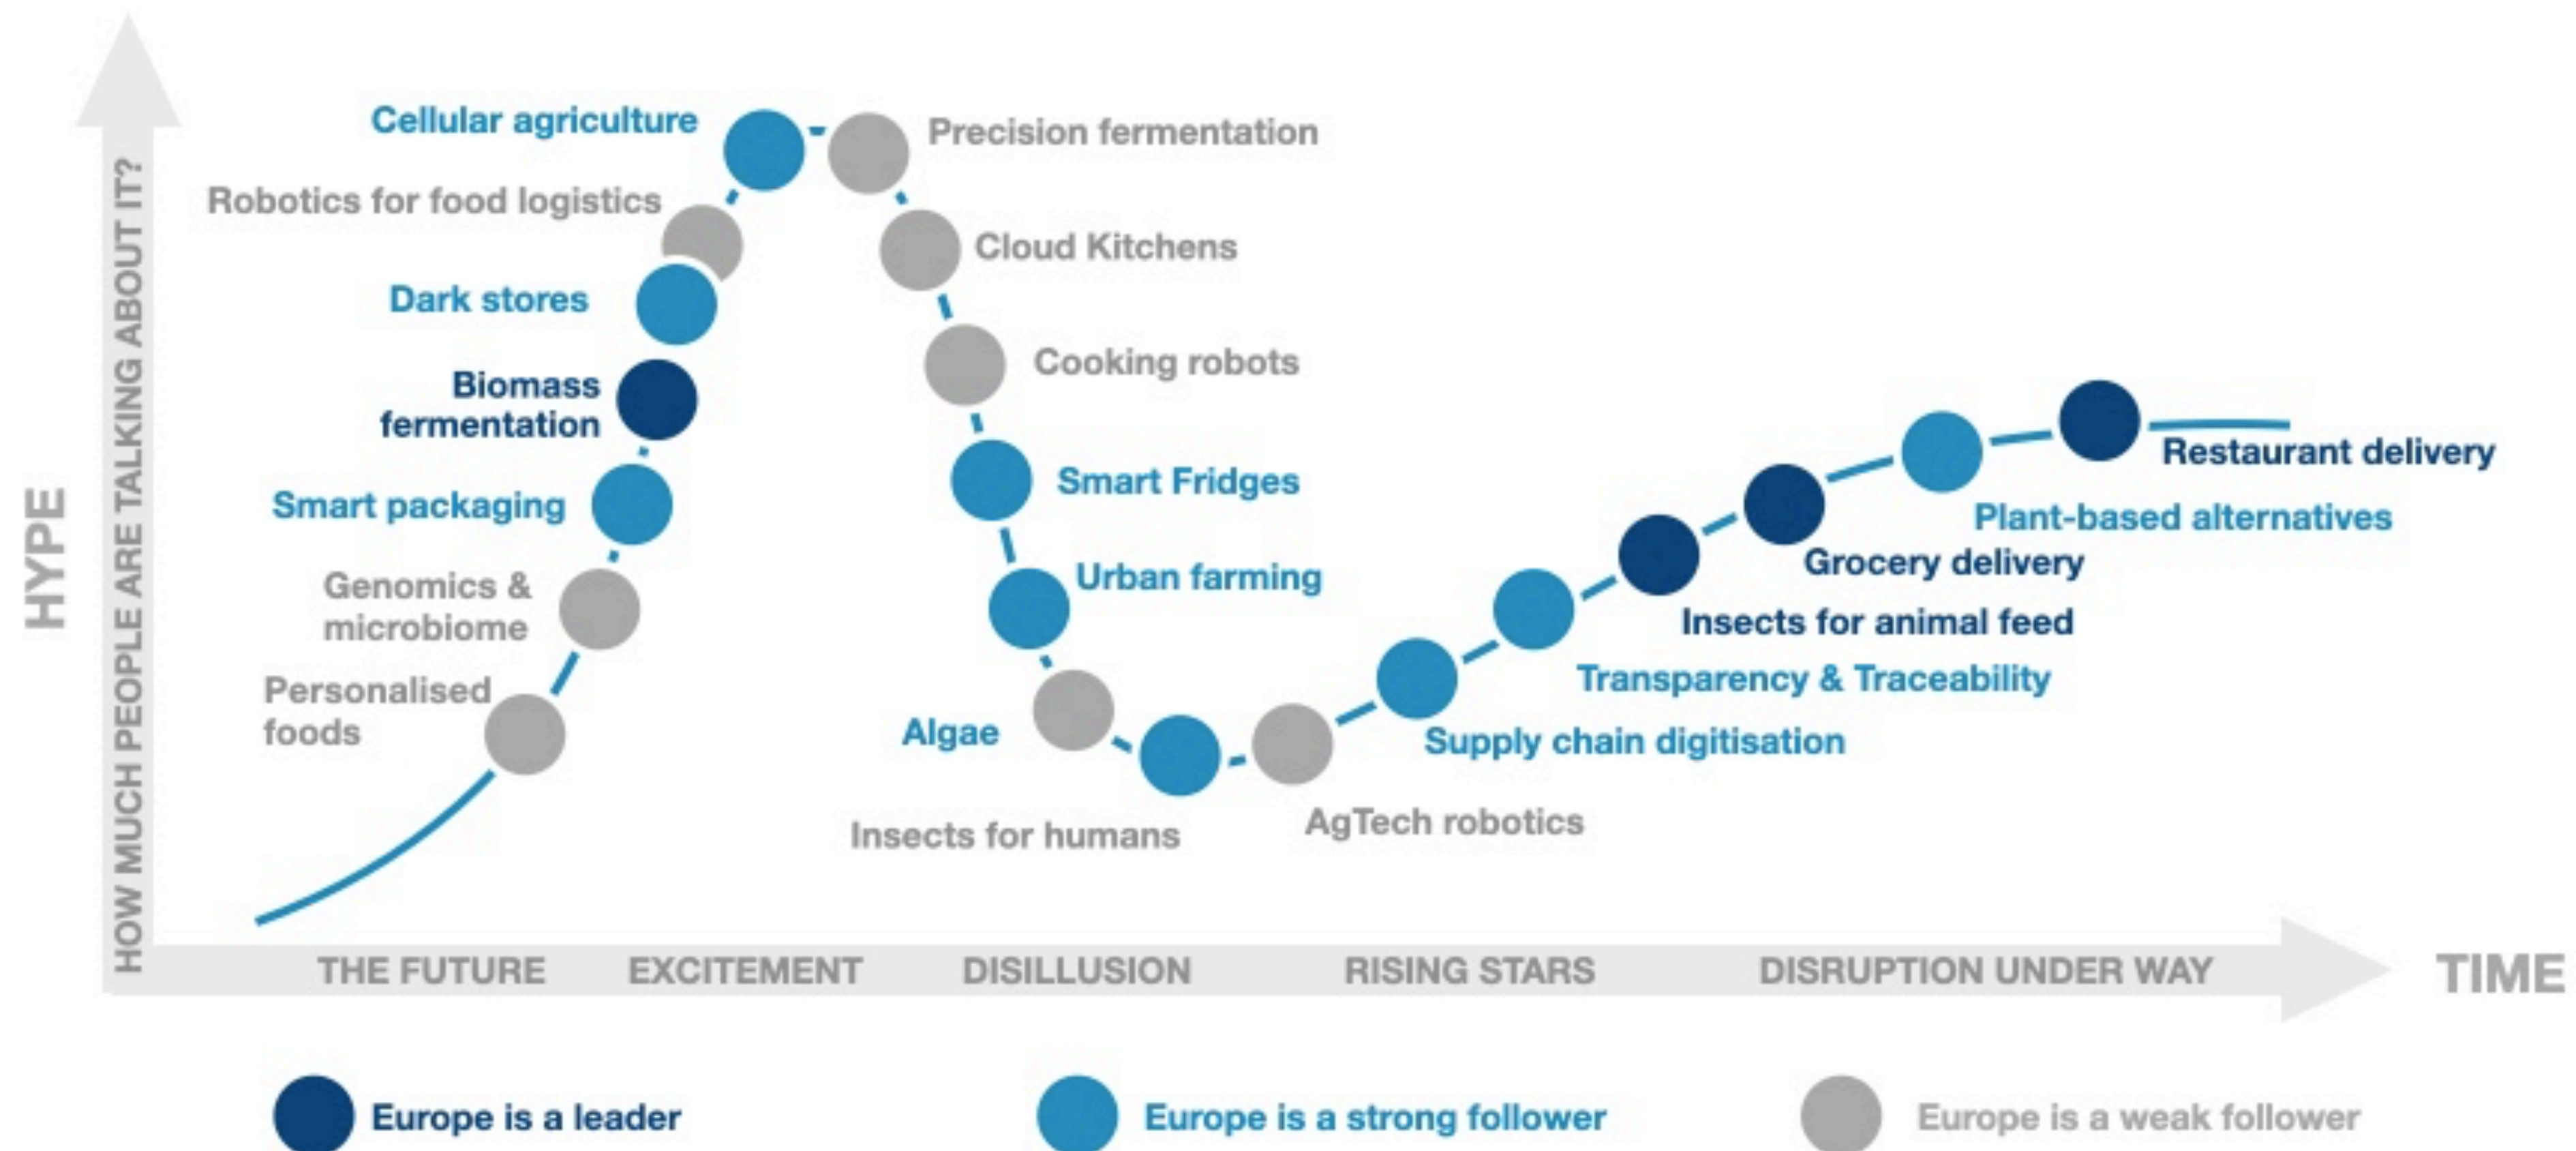 HYPE
HOW MUCH PEOPLE ARE TALKING ABOUT IT?
Cellular agriculture
Precision fermentation
Robotics for food logistics
Cloud Kitchens
Dark stores
Cooking robots
Biomass
fermentation
Smart Fridges
Smart packaging
Urban farming
Genomics &
microbiome
Personalised
foods
Algae
Insects for humans
AgTech robotics
Supply chain digitisation
Transparency & Traceability
Insects for animal feed
Grocery delivery
Plant-based alternatives
Restaurant delivery
THE FUTURE
EXCITEMENT
DISILLUSION
RISING STARS
DISRUPTION UNDER WAY
TIME
Europe is a leader
Europe is a strong follower
Europe is a weak follower